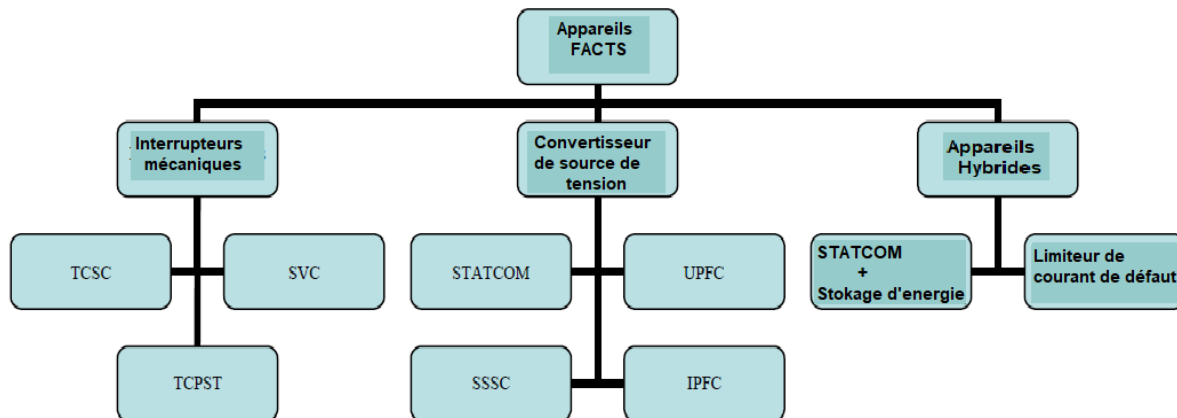 Appareils
FACTS
Interrupteurs
mécaniques
Convertisseur
de source de
tension
Appareils
Hybrides
TCSC
SVC
STATCOM
UPFC
STATCOM
+
Stokage d'energie
Limiteur de
courant de défaut
TCPST
SSSC
IPFC